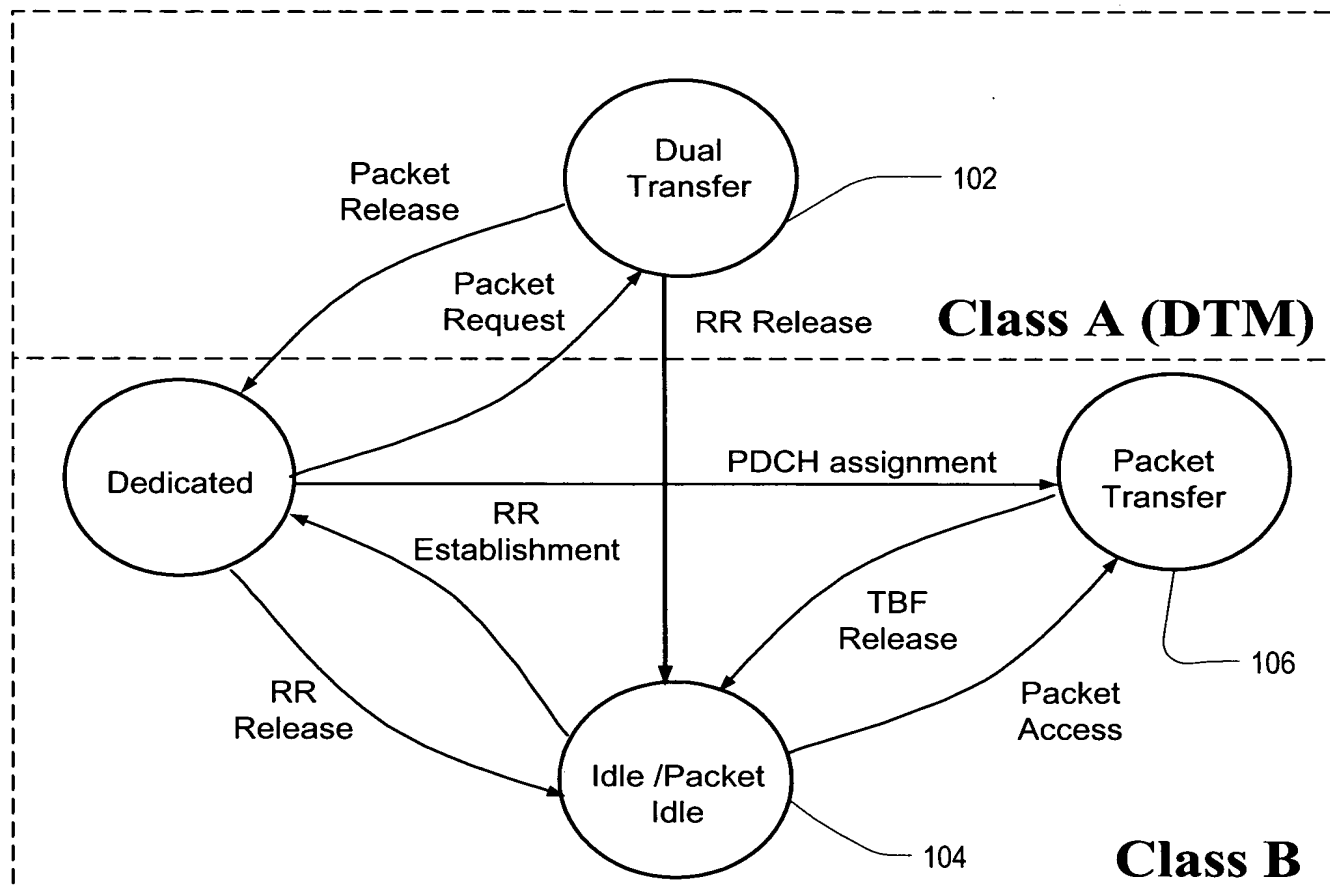 Dual
Transfer
102
Packet
Release
Packet
Request
RR Release
Class A (DTM)
Dedicated
PDCH assignment
Packet
Transfer
RR
Establishment
TBF
Release
106
RR
Release
Packet
Access
Idle /Packet
Idle
104
Class B